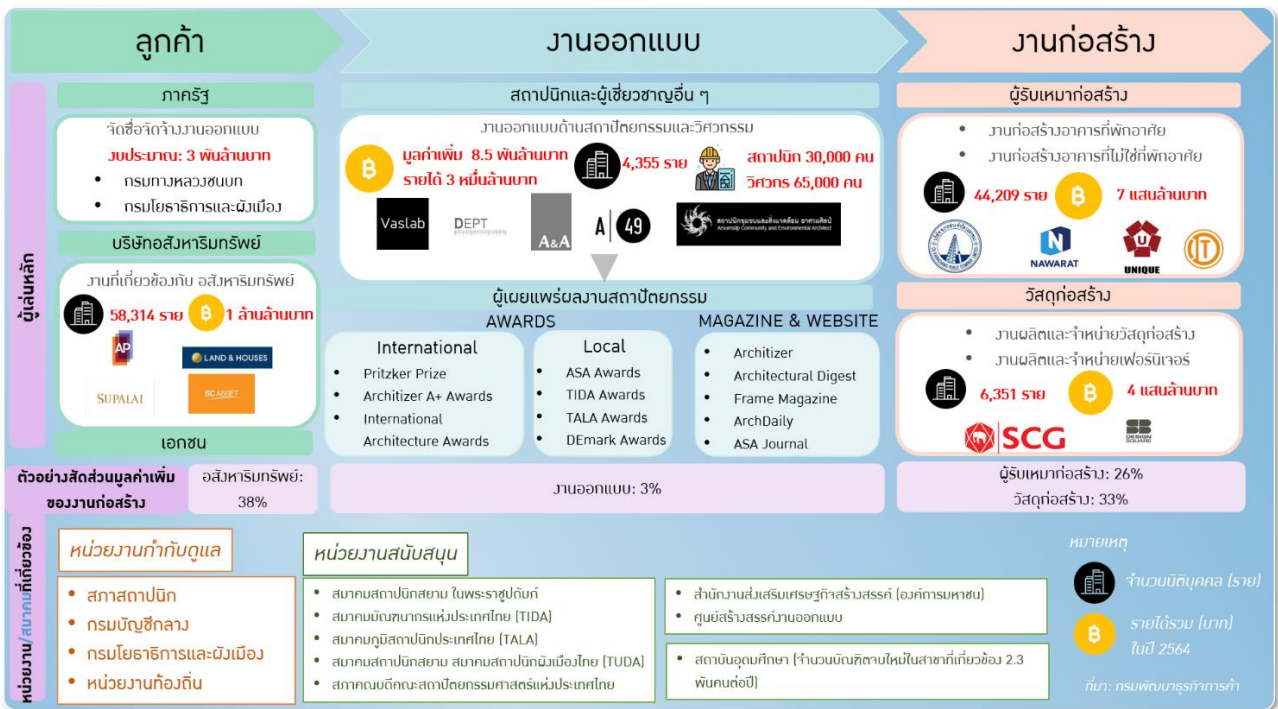 ลูกค้า
งานออกแบบ
งานก่อสร้าง
ผู้เล่นหลัก
ภาครัฐ
จัดซื้อจัดจ้างงานออกแบบ
งบประมาณ: 3 พันล้านบาท
• กรมทางหลวงชนบท
• กรมโยธาธิการและผังเมือง
บริษัทอสังหาริมทรัพย์
งานที่เกี่ยวข้องกับ อสังหาริมทรัพย์
58,314 ราย
฿
1 ล้านล้านบาท
AP
LAND & HOUSES
SUPALAI
SC ASSET
เอกชน
สถาปนิกและผู้เชี่ยวชาญอื่น ๆ
งานออกแบบด้านสถาปัตยกรรมและวิศวกรรม
฿
มูลค่าเพิ่ม 8.5 พันล้านบาท
รายได้ 3 หมื่นล้านบาท
4,355 ราย
สถาปนิก 30,000 คน
วิศวกร 65,000 คน
Vaslab
DEPT
A&A
A 49
สถาปนิกชุมชนและสิ่งแวดล้อม อาศรมศิลป์
Arsomsilp Community and Environmental Architect
ผู้เผยแพร่ผลงานสถาปัตยกรรม
AWARDS
MAGAZINE & WEBSITE
International
• Pritzker Prize
• Architizer A+ Awards
• International
Architecture Awards
Local
• ASA Awards
• TIDA Awards
• TALA Awards
• DEmark Awards
• Architizer
• Architectural Digest
• Frame Magazine
• ArchDaily
• ASA Journal
ผู้รับเหมาก่อสร้าง
• งานก่อสร้างอาคารที่พักอาศัย
• งานก่อสร้างอาคารที่ไม่ใช่ที่พักอาศัย
44,209 ราย
฿
7 แสนล้านบาท
NAWARAT
UNIQUE
วัสดุก่อสร้าง
• งานผลิตและจำหน่ายวัสดุก่อสร้าง
• งานผลิตและจำหน่ายเฟอร์นิเจอร์
6,351 ราย
฿
4 แสนล้านบาท
SCG
DESIGN
SQUARE
ตัวอย่างสัดส่วนมูลค่าเพิ่ม
ของงานก่อสร้าง
อสังหาริมทรัพย์:
38%
งานออกแบบ: 3%
ผู้รับเหมาก่อสร้าง: 26%
วัสดุก่อสร้าง: 33%
หน่วยงาน/สมาคมที่เกี่ยวข้อง
หน่วยงานกำกับดูแล
• สภาสถาปนิก
• กรมบัญชีกลาง
• กรมโยธาธิการและผังเมือง
• หน่วยงานท้องถิ่น
หน่วยงานสนับสนุน
• สมาคมสถาปนิกสยาม ในพระราชูปถัมภ์
• สมาคมมัณฑนากรแห่งประเทศไทย (TIDA)
• สมาคมภูมิสถาปนิกประเทศไทย (TALA)
• สมาคมสถาปนิกสยาม สมาคมสถาปนิกผังเมืองไทย (TUDA)
• สภาคณบดีคณะสถาปัตยกรรมศาสตร์แห่งประเทศไทย
• สำนักงานส่งเสริมเศรษฐกิจสร้างสรรค์ (องค์การมหาชน)
• ศูนย์สร้างสรรค์งานออกแบบ
• สถาบันอุดมศึกษา (จำนวนบัณฑิตจบใหม่ในสาขาที่เกี่ยวข้อง 2.3
พันคนต่อปี)
หมายเหตุ
จำนวนนิติบุคคล (ราย)
฿
รายได้รวม (บาท)
ในปี 2564
ที่มา: กรมพัฒนาธุรกิจการค้า